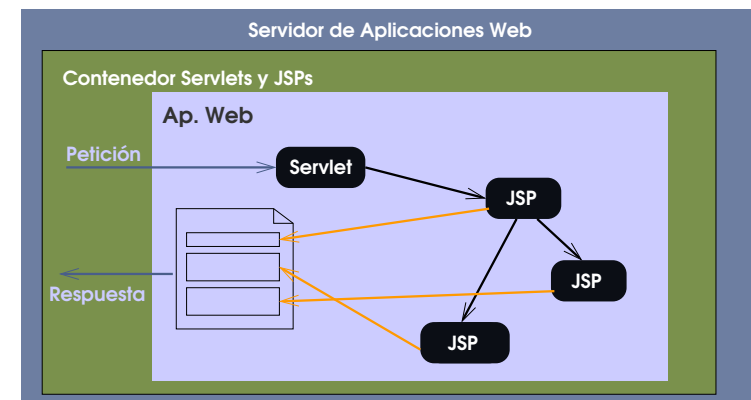 Servidor de Aplicaciones Web
Contenedor Servlets y JSPs
Ap. Web
Petición
Servlet
JSP
JSP
Respuesta
JSP